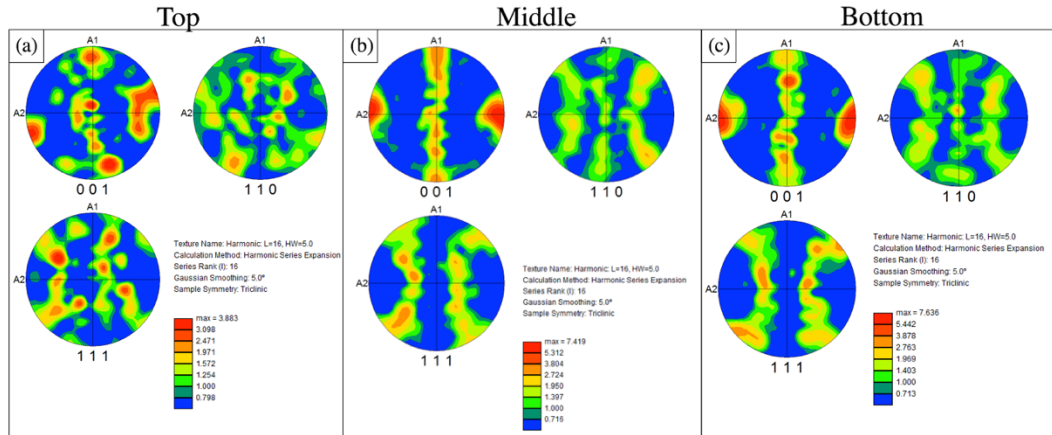 Top
Middle
Bottom
(a)
A1
A2
0 0 1
A1
A2
1 1 0
A1
A2
1 1 1
Texture Name: Harmonic: L=16, HW=5.0
Calculation Method: Harmonic Series Expansion
Series Rank (l): 16
Gaussian Smoothing: 5.0°
Sample Symmetry: Triclinic
max = 3.883
3.098
2.471
1.971
1.572
1.254
1.000
0.798
(b)
A1
A2
0 0 1
A1
A2
1 1 0
A1
A2
1 1 1
Texture Name: Harmonic: L=16, HW=5.0
Calculation Method: Harmonic Series Expansion
Series Rank (l): 16
Gaussian Smoothing: 5.0°
Sample Symmetry: Triclinic
max = 7.419
5.312
3.804
2.724
1.950
1.397
1.000
0.716
(c)
A1
A2
0 0 1
A1
A2
1 1 0
A1
A2
1 1 1
Texture Name: Harmonic: L=16, HW=5.0
Calculation Method: Harmonic Series Expansion
Series Rank (l): 16
Gaussian Smoothing: 5.0°
Sample Symmetry: Triclinic
max = 7.636
5.442
3.878
2.763
1.969
1.403
1.000
0.713